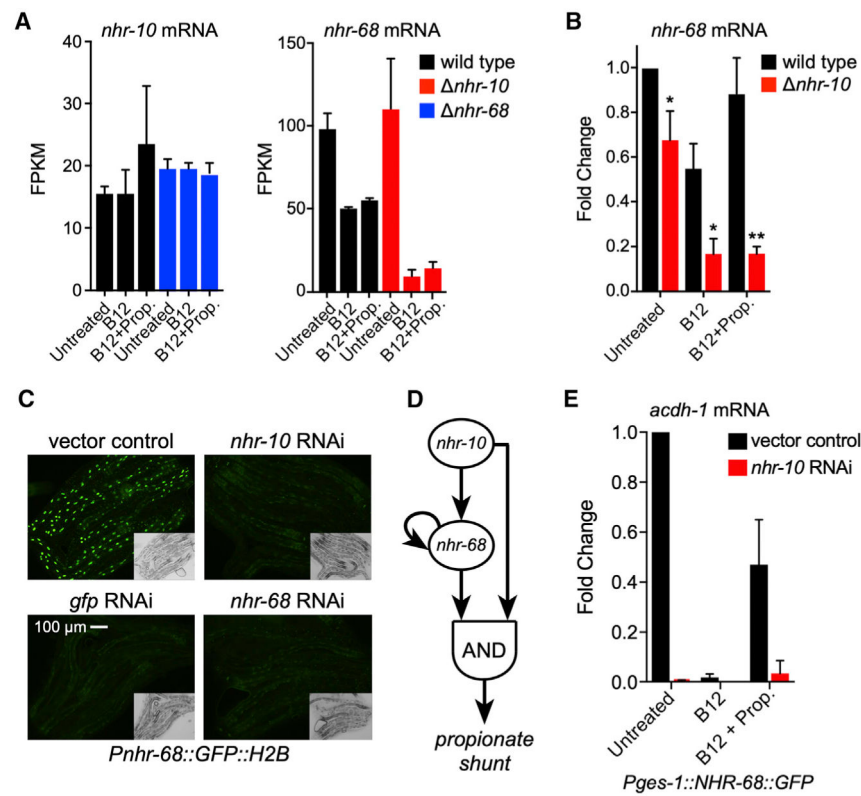 A
nhr-10 mRNA
FPKM
40
30
20
10
0
Untreated
B12
B12+Prop.
Untreated
B12
B12+Prop.
nhr-68 mRNA
FPKM
150
100
50
0
Untreated
B12
B12+Prop.
Untreated
B12
B12+Prop.
wild type
Δnhr-10
Δnhr-68
B
nhr-68 mRNA
wild type
Δnhr-10
Fold Change
1.0
0.8
0.6
0.4
0.2
0.0
*
*
**
Untreated
B12
B12+Prop.
C
vector control
nhr-10 RNAi
gfp RNAi
nhr-68 RNAi
100 µm
Pnhr-68::GFP::H2B
D
nhr-10
nhr-68
AND
propionate
shunt
E
acdh-1 mRNA
vector control
nhr-10 RNAi
Fold Change
1.0
0.8
0.6
0.4
0.2
0.0
Untreated
B12
B12 + Prop.
Pges-1::NHR-68::GFP